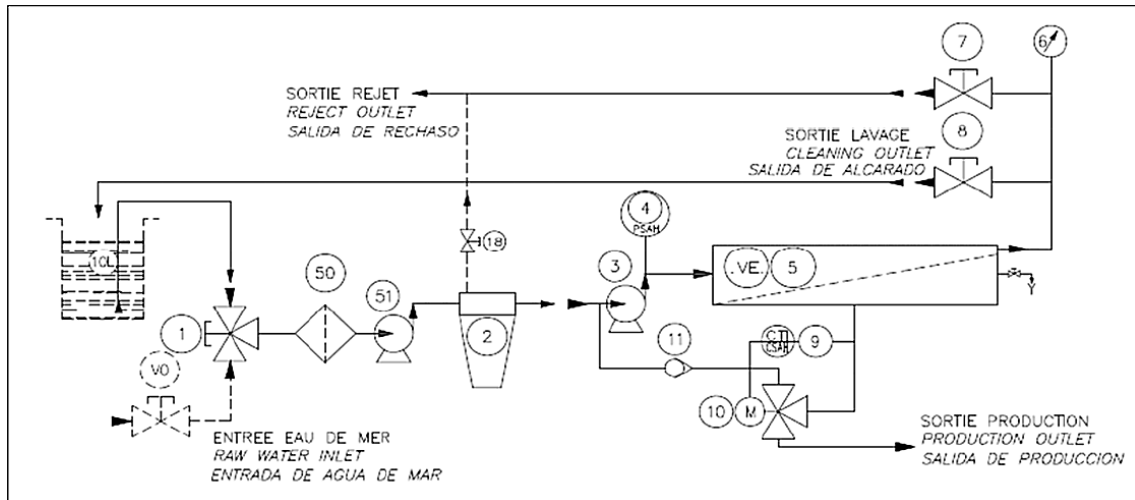 7
6
SORTIE REJET
REJECT OUTLET
SALIDA DE RECHASO
8
SORTIE LAVAGE
CLEANING OUTLET
SALIDA DE ALCARADO
4
PSAH
18
10L
50
3
.VE.
5
51
1
2
11
CSAH
9
VO
10
M
ENTREE EAU DE MER
RAW WATER INLET
ENTRADA DE AGUA DE MAR
SORTIE PRODUCTION
PRODUCTION OUTLET
SALIDA DE PRODUCCION